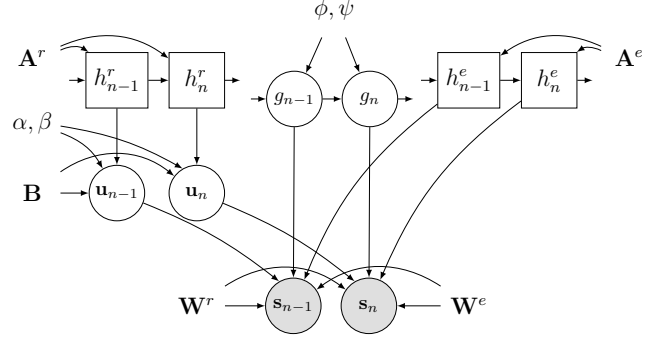 ϕ, ψ
A^r h^r_{n−1} h^r_n g_{n−1} g_n h^e_{n−1} h^e_n A^e
α, β
B u_{n−1} u_n
W^r s_{n−1} s_n W^e